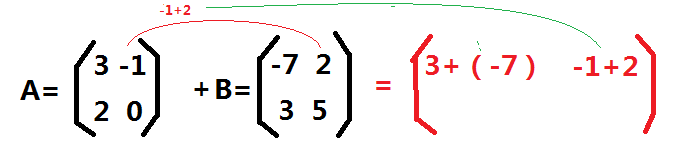 -1+2
3 -1 -7 2 3+ ( -7 ) -1+2
A= +B= =
2 0 3 5